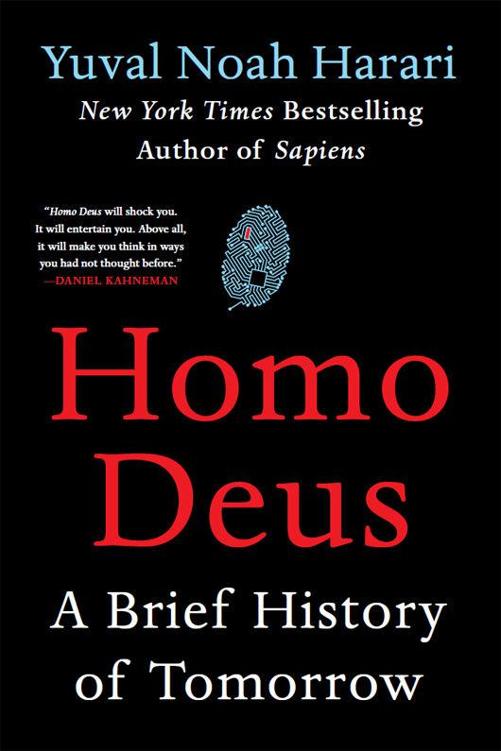 Yuval Noah Harari
New York Times Bestselling
Author of Sapiens
“Homo Deus will shock you.
It will entertain you. Above all,
it will make you think in ways
you had not thought before.”
—DANIEL KAHNEMAN
Homo
Deus
A Brief History
of Tomorrow